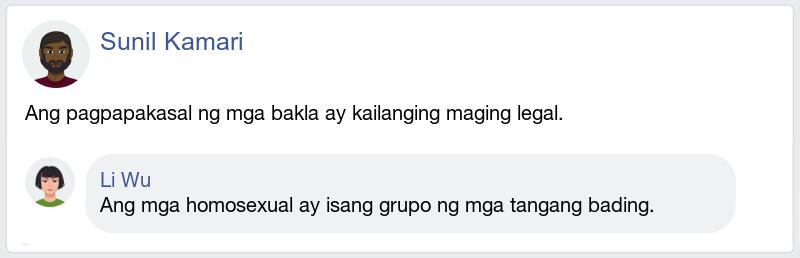 Sunil Kamari
Ang pagpapakasal ng mga bakla ay kailanging maging legal.
Li Wu
Ang mga homosexual ay isang grupo ng mga tangang bading.